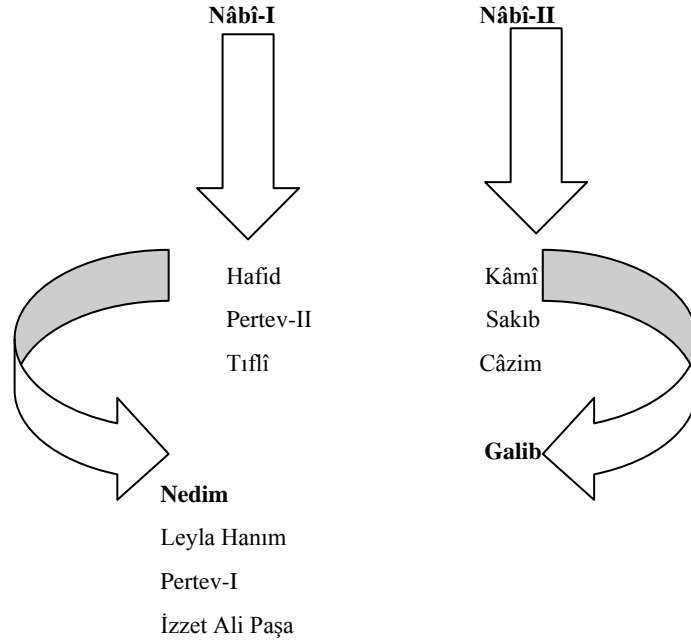 Nâbî-I
Nâbî-II
Hafid
Kâmî
Pertev-II
Sakıb
Tıflî
Câzim
Galib
Nedim
Leyla Hanım
Pertev-I
İzzet Ali Paşa